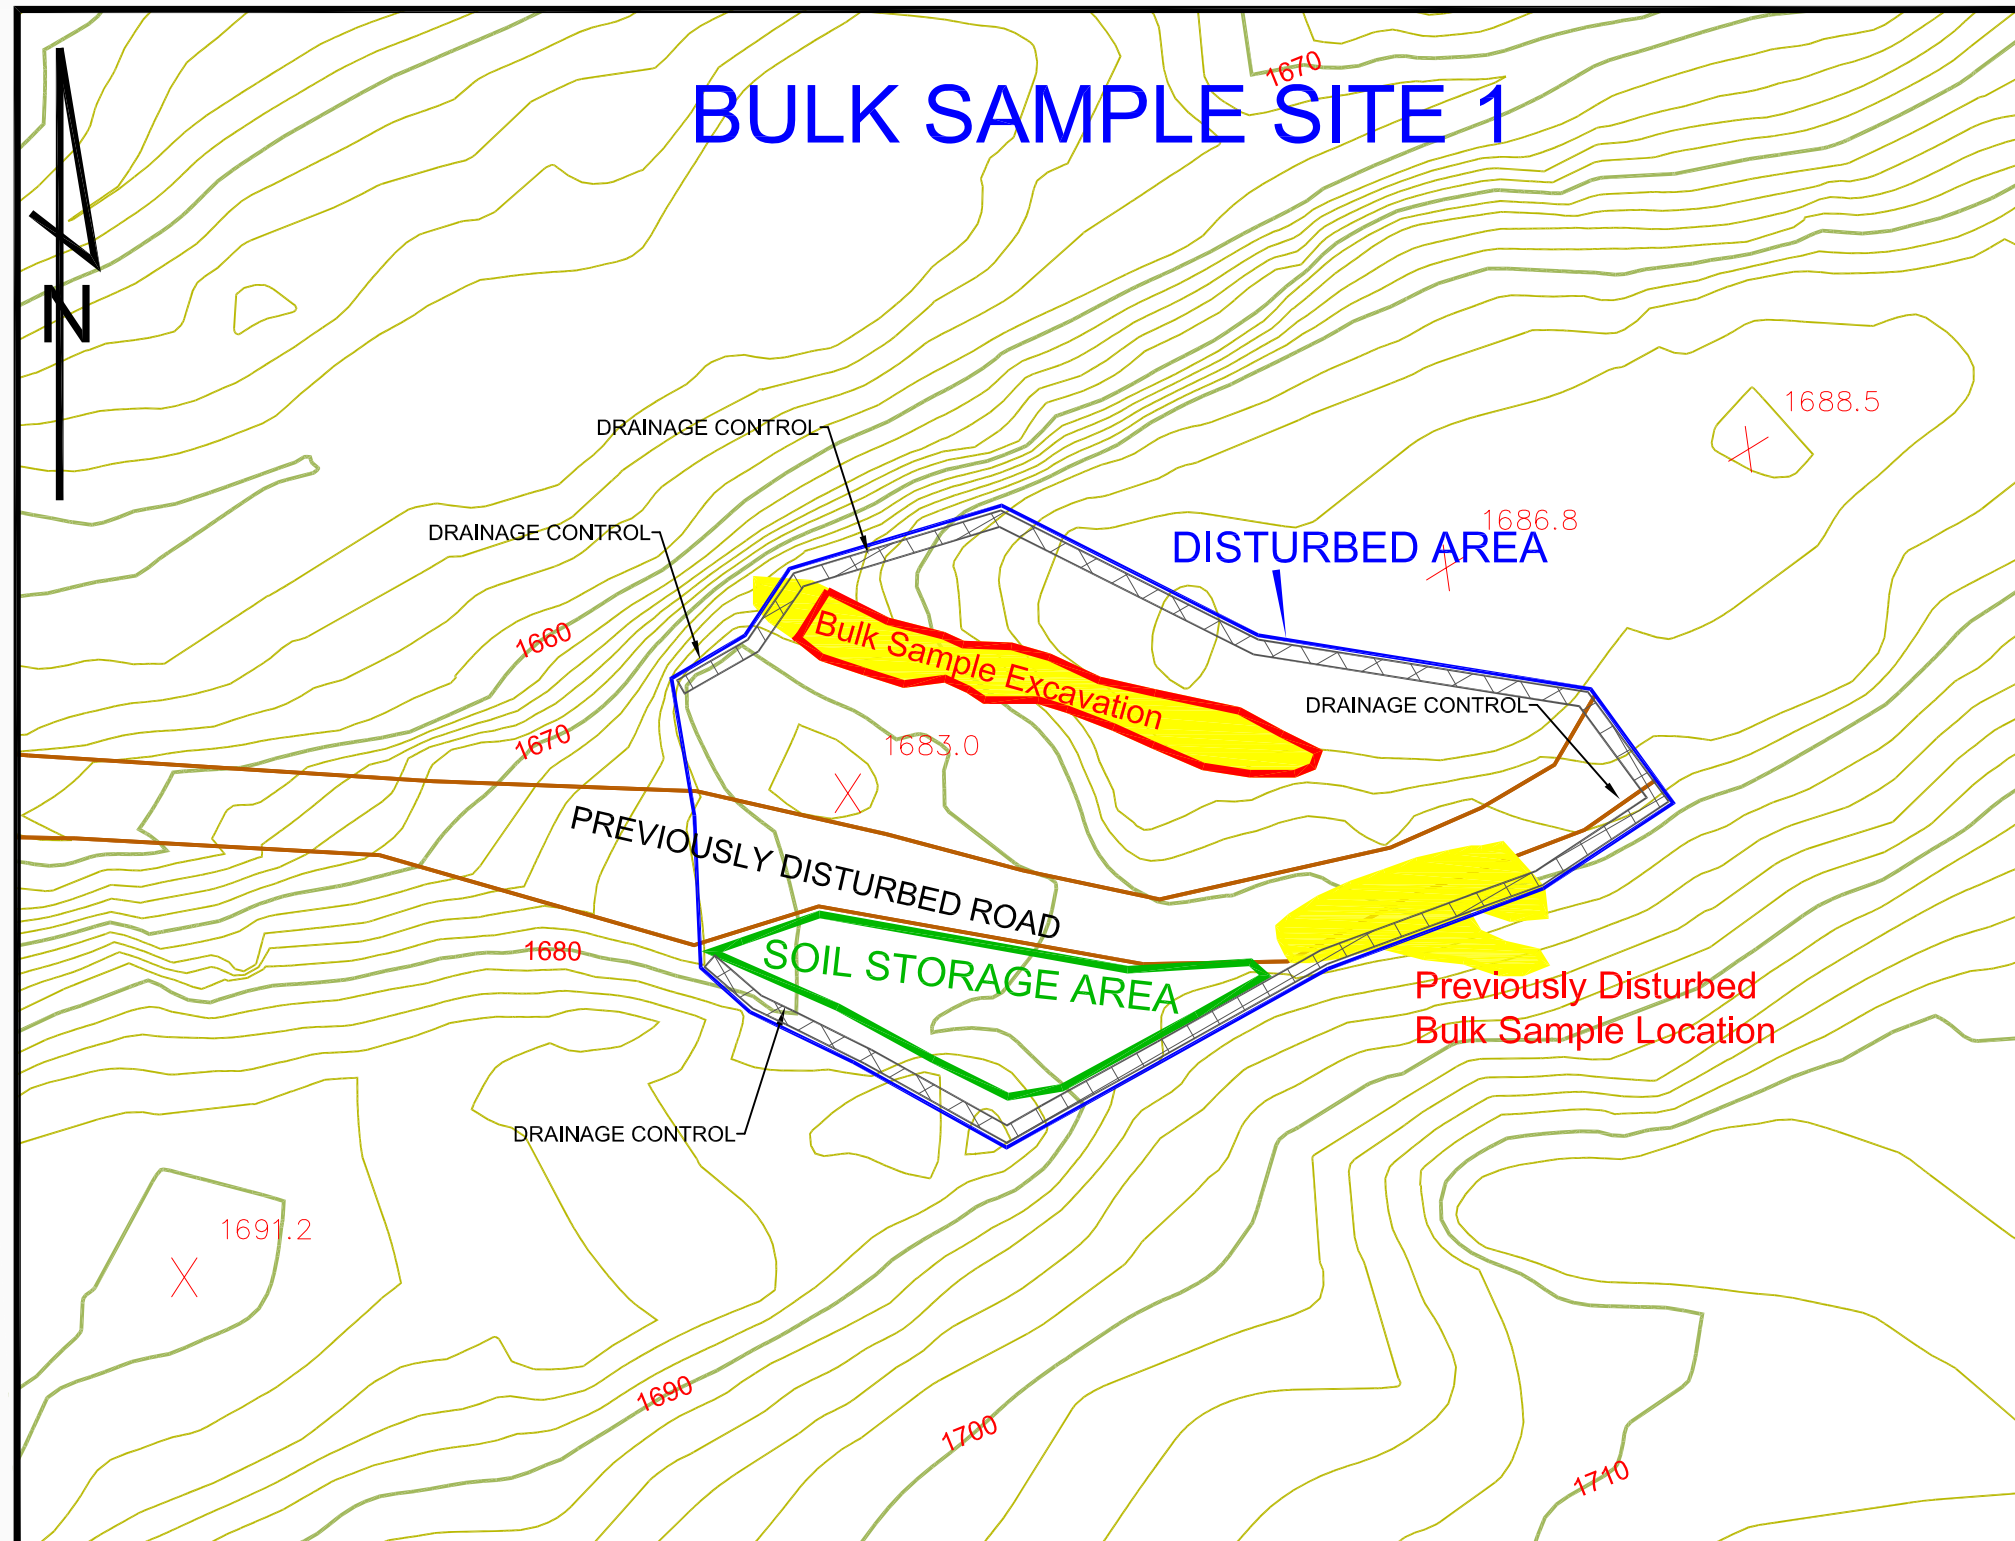 1670
BULK SAMPLE SITE 1
N
1688.5
DRAINAGE CONTROL
1686.8
DRAINAGE CONTROL
DISTURBED AREA
1660
Bulk Sample Excavation
DRAINAGE CONTROL
1670
1683.0
PREVIOUSLY DISTURBED ROAD
1680
SOIL STORAGE AREA
Previously Disturbed
Bulk Sample Location
DRAINAGE CONTROL
1691.2
1690
1700
1710